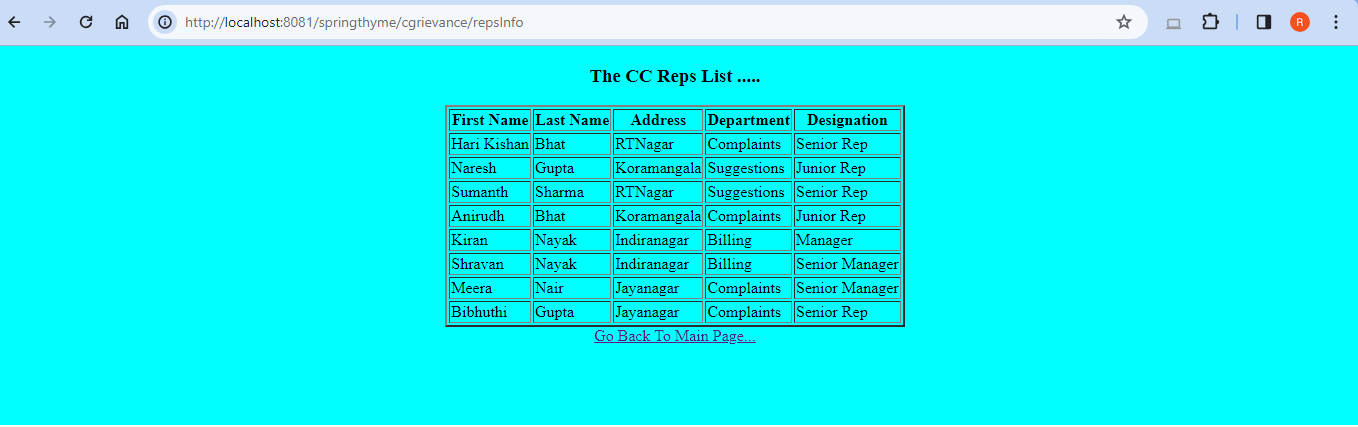 http://localhost:8081/springthyme/cgrievance/repsInfo
R
The CC Reps List .....
First Name Last Name Address Department Designation
Hari Kishan Bhat RTNagar Complaints Senior Rep
Naresh Gupta Koramangala Suggestions Junior Rep
Sumanth Sharma RTNagar Suggestions Senior Rep
Anirudh Bhat Koramangala Complaints Junior Rep
Kiran Nayak Indiranagar Billing Manager
Shravan Nayak Indiranagar Billing Senior Manager
Meera Nair Jayanagar Complaints Senior Manager
Bibhuthi Gupta Jayanagar Complaints Senior Rep
Go Back To Main Page...